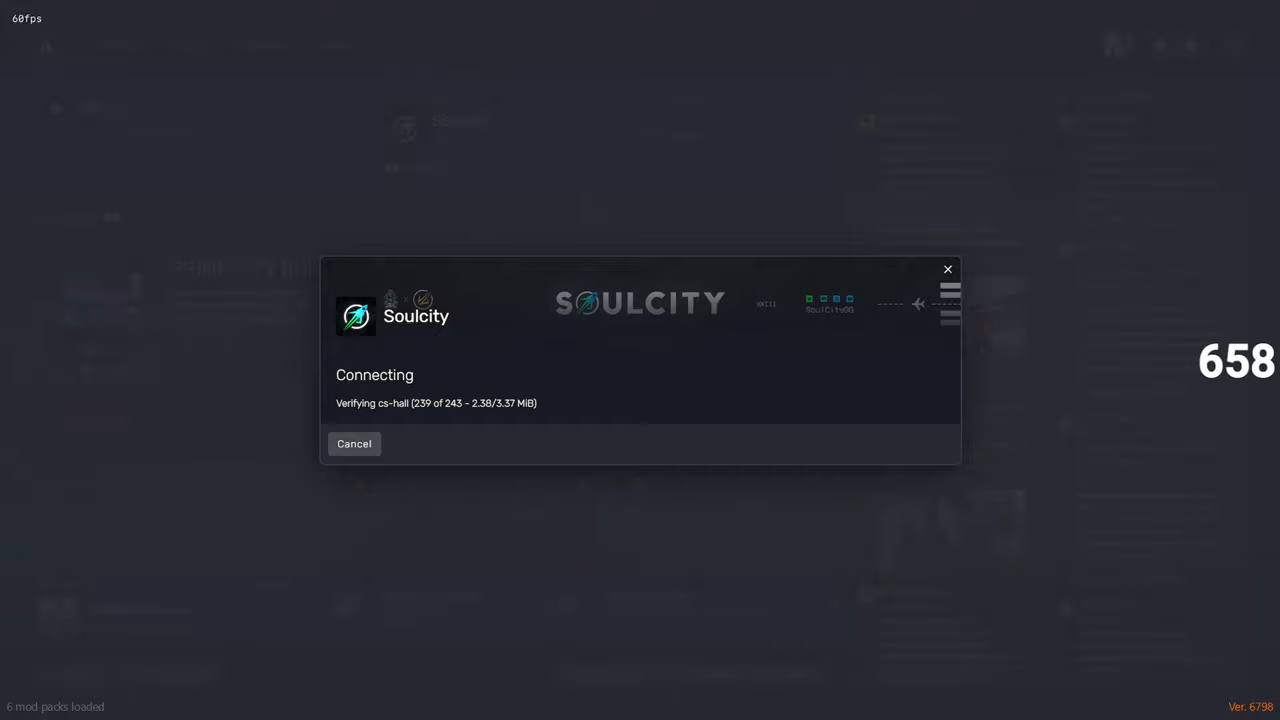 60fps
SOULCITY
SoulCityGG
Soulcity
658
Connecting
Verifying cs-hall (239 of 243 - 2.38/3.37 MiB)
Cancel
6 mod packs loaded
Ver. 6798